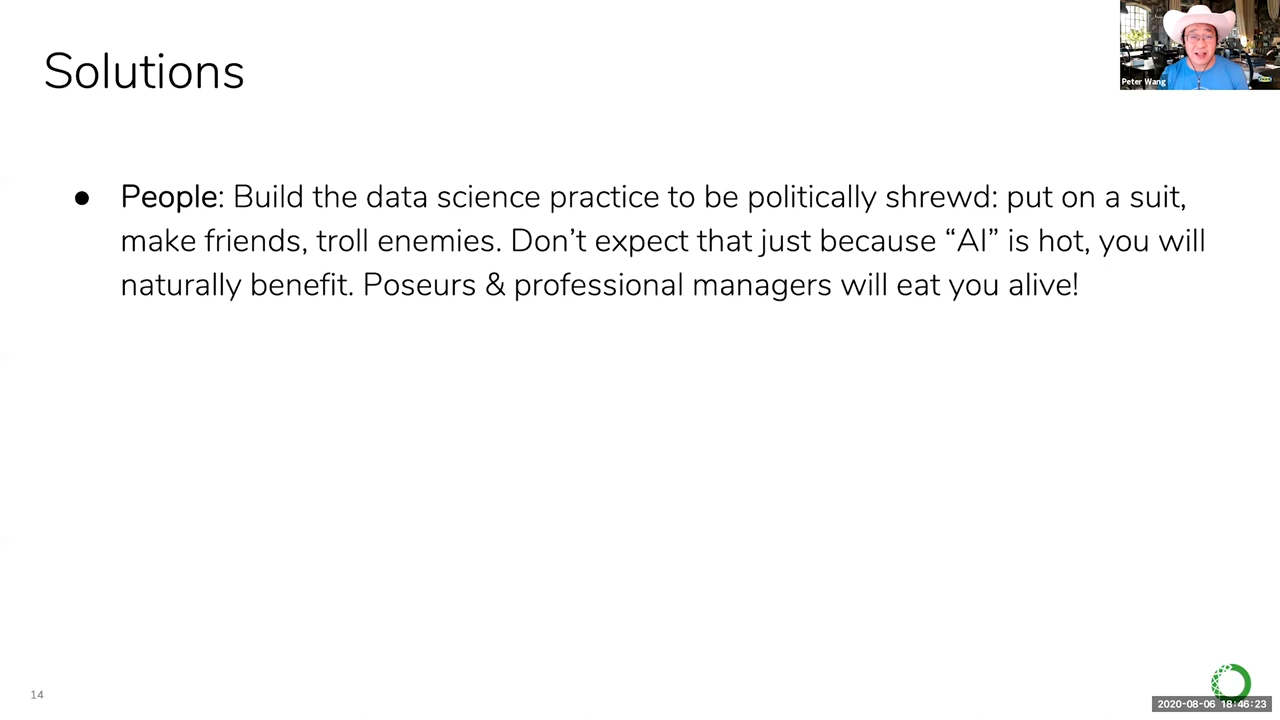 Solutions
Peter Wang
● People: Build the data science practice to be politically shrewd: put on a suit,
make friends, troll enemies. Don’t expect that just because “AI” is hot, you will
naturally benefit. Poseurs & professional managers will eat you alive!
14
2020-08-06 18:46:23